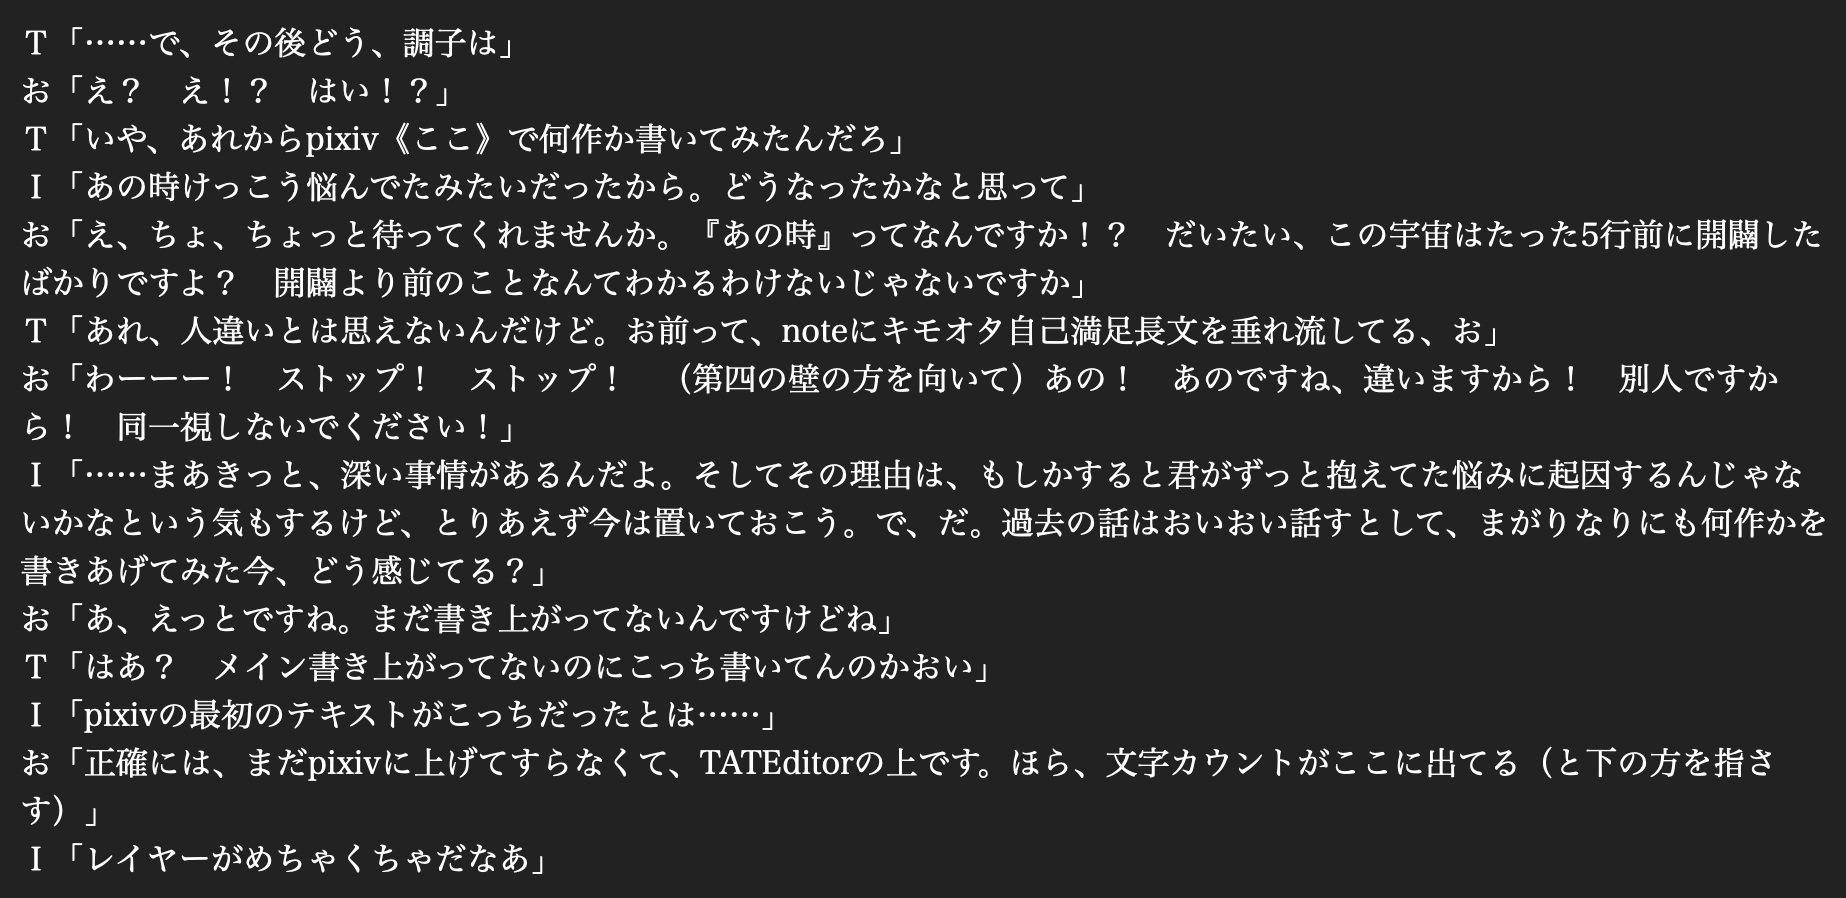 Ｔ「……で、その後どう、調子は」
お「え？　え！？　はい！？」
Ｔ「いや、あれからpixiv《ここ》で何作か書いてみたんだろ」
Ｉ「あの時けっこう悩んでたみたいだったから。どうなったかなと思って」
お「え、ちょ、ちょっと待ってくれませんか。『あの時』ってなんですか！？　だいたい、この宇宙はたった5行前に開闢した
ばかりですよ？　開闢より前のことなんてわかるわけないじゃないですか」
Ｔ「あれ、人違いとは思えないんだけど。お前って、noteにキモオタ自己満足長文を垂れ流してる、お」
お「わーーー！　ストップ！　ストップ！　（第四の壁の方を向いて）あの！　あのですね、違いますから！　別人ですか
ら！　同一視しないでください！」
Ｉ「……まあきっと、深い事情があるんだよ。そしてその理由は、もしかすると君がずっと抱えてた悩みに起因するんじゃな
いかなという気もするけど、とりあえず今は置いておこう。で、だ。過去の話はおいおい話すとして、まがりなりにも何作かを
書きあげてみた今、どう感じてる？」
お「あ、えっとですね。まだ書き上がってないんですけどね」
Ｔ「はあ？　メイン書き上がってないのにこっち書いてんのかおい」
Ｉ「pixivの最初のテキストがこっちだったとは……」
お「正確には、まだpixivに上げてすらなくて、TATEditorの上です。ほら、文字カウントがここに出てる（と下の方を指さ
す）」
Ｉ「レイヤーがめちゃくちゃだなあ」